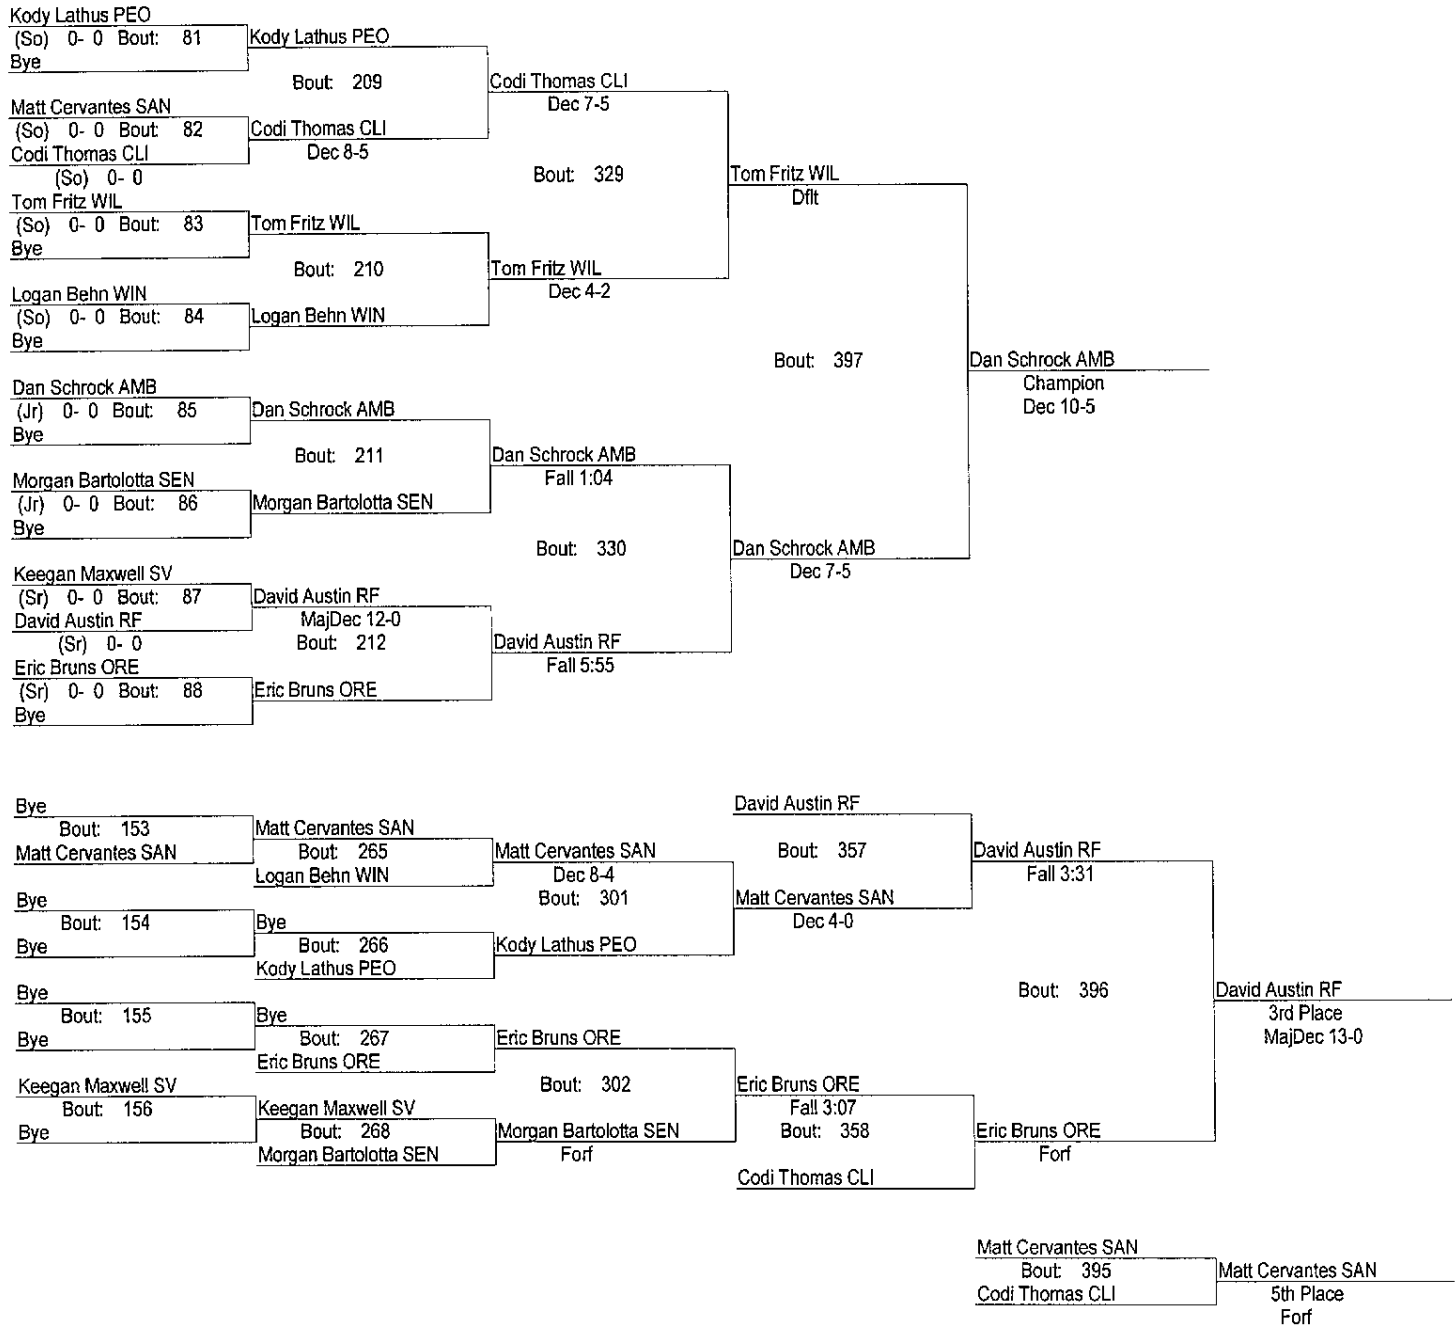 Kody Lathus PEO
(So) 0- 0 Bout: 81
Bye
Kody Lathus PEO
Bout: 209
Matt Cervantes SAN
(So) 0- 0 Bout: 82
Codi Thomas CLI
(So) 0- 0
Codi Thomas CLI
Dec 8-5
Codi Thomas CLI
Dec 7-5
Bout: 329
Tom Fritz WIL
(So) 0- 0 Bout: 83
Bye
Tom Fritz WIL
Bout: 210
Logan Behn WIN
(So) 0- 0 Bout: 84
Bye
Logan Behn WIN
Tom Fritz WIL
Dec 4-2
Tom Fritz WIL
Dflt
Bout: 397
Dan Schrock AMB
Champion
Dec 10-5
Dan Schrock AMB
(Jr) 0- 0 Bout: 85
Bye
Dan Schrock AMB
Bout: 211
Morgan Bartolotta SEN
(Jr) 0- 0 Bout: 86
Bye
Morgan Bartolotta SEN
Dan Schrock AMB
Fall 1:04
Bout: 330
Dan Schrock AMB
Dec 7-5
Keegan Maxwell SV
(Sr) 0- 0 Bout: 87
David Austin RF
(Sr) 0- 0
David Austin RF
MajDec 12-0
Bout: 212
Eric Bruns ORE
(Sr) 0- 0 Bout: 88
Bye
Eric Bruns ORE
David Austin RF
Fall 5:55
Bye
Bout: 153
Matt Cervantes SAN
Matt Cervantes SAN
Bout: 265
Logan Behn WIN
Matt Cervantes SAN
Dec 8-4
Bout: 301
Bye
Bout: 154
Bye
Bye
Bout: 266
Kody Lathus PEO
Kody Lathus PEO
David Austin RF
Bout: 357
Matt Cervantes SAN
Dec 4-0
David Austin RF
Fall 3:31
Bout: 396
David Austin RF
3rd Place
MajDec 13-0
Bye
Bout: 155
Bye
Bye
Bout: 267
Eric Bruns ORE
Eric Bruns ORE
Bout: 302
Keegan Maxwell SV
Bout: 156
Bye
Keegan Maxwell SV
Bout: 268
Morgan Bartolotta SEN
Morgan Bartolotta SEN
Forf
Eric Bruns ORE
Fall 3:07
Bout: 358
Codi Thomas CLI
Eric Bruns ORE
Forf
Matt Cervantes SAN
Bout: 395
Codi Thomas CLI
Matt Cervantes SAN
5th Place
Forf